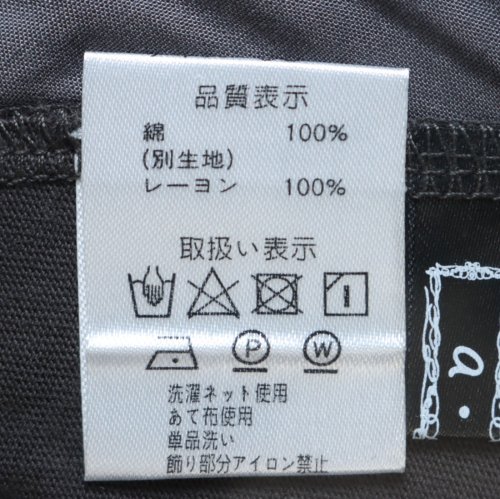 品質表示
綿 100%
(別生地)
レーヨン 100%
取扱い表示
P W
洗濯ネット使用
あて布使用
単品洗い
飾り部分アイロン禁止
a.